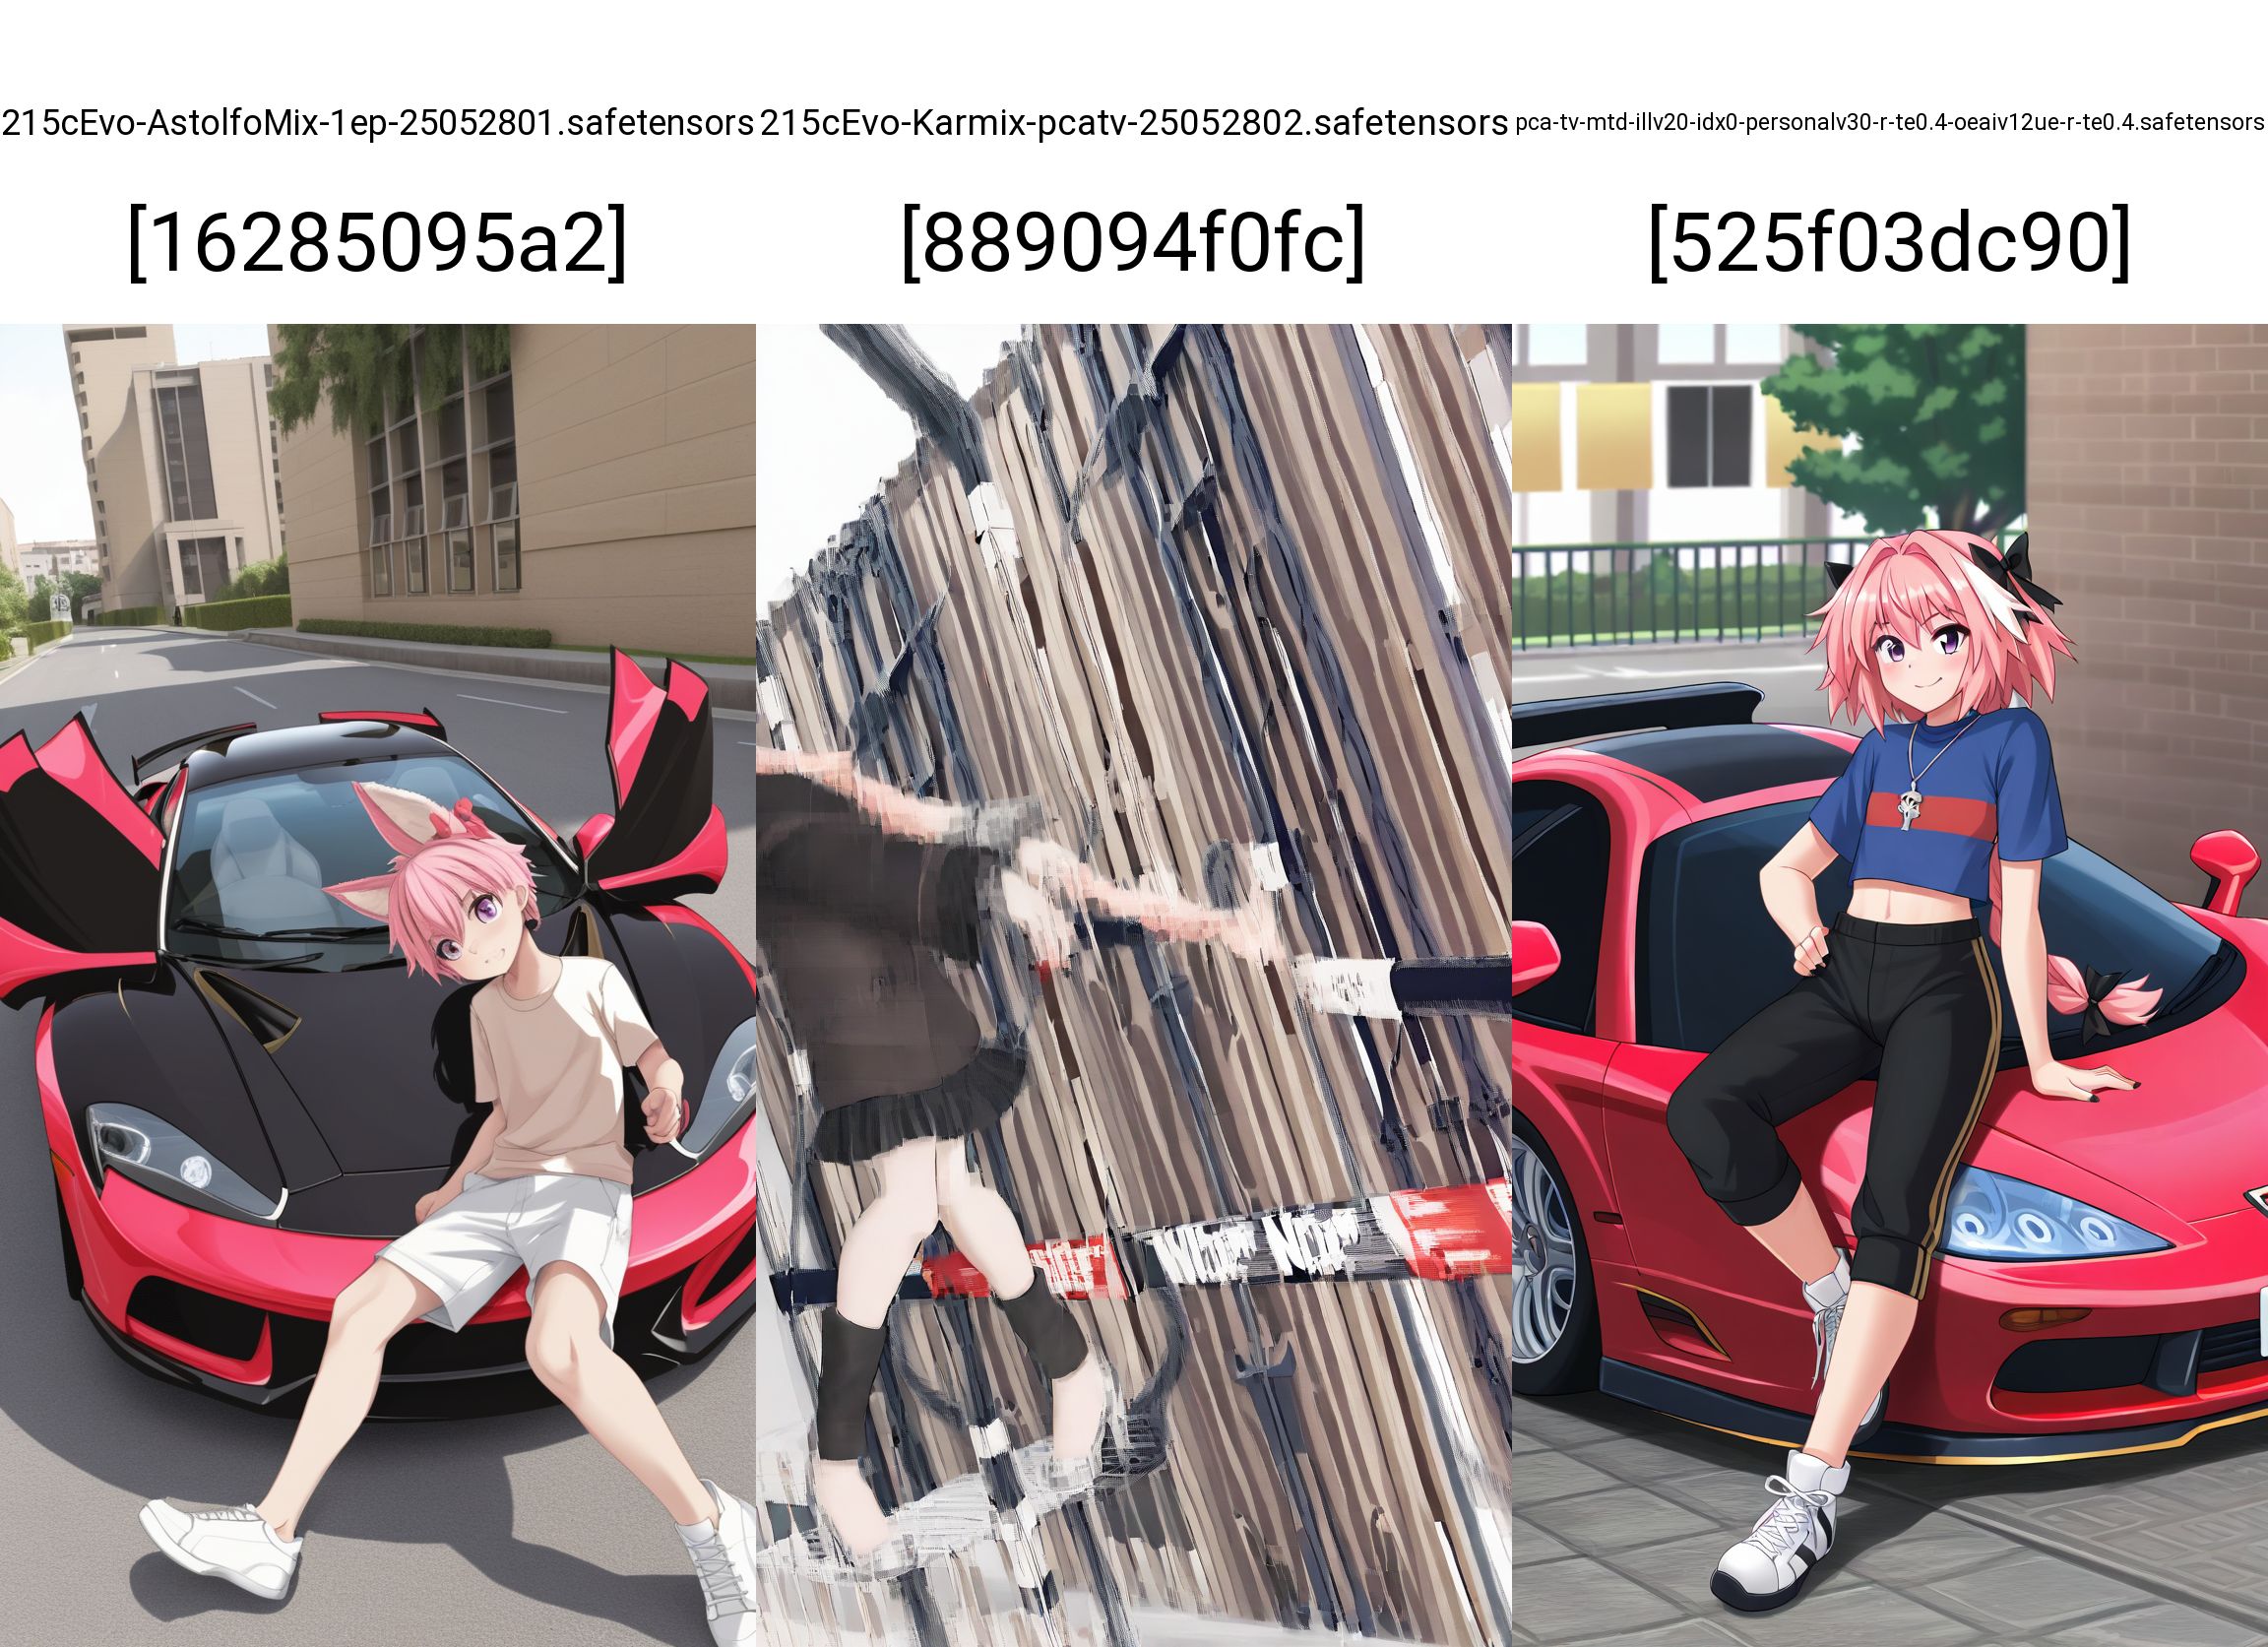 215cEvo-AstolfoMix-1ep-25052801.safetensors
[16285095a2]
215cEvo-Karmix-pcatv-25052802.safetensors
[889094f0fc]
pca-tv-mtd-illv20-idx0-personalv30-r-te0.4-oeaiv12ue-r-te0.4.safetensors
[525f03dc90]